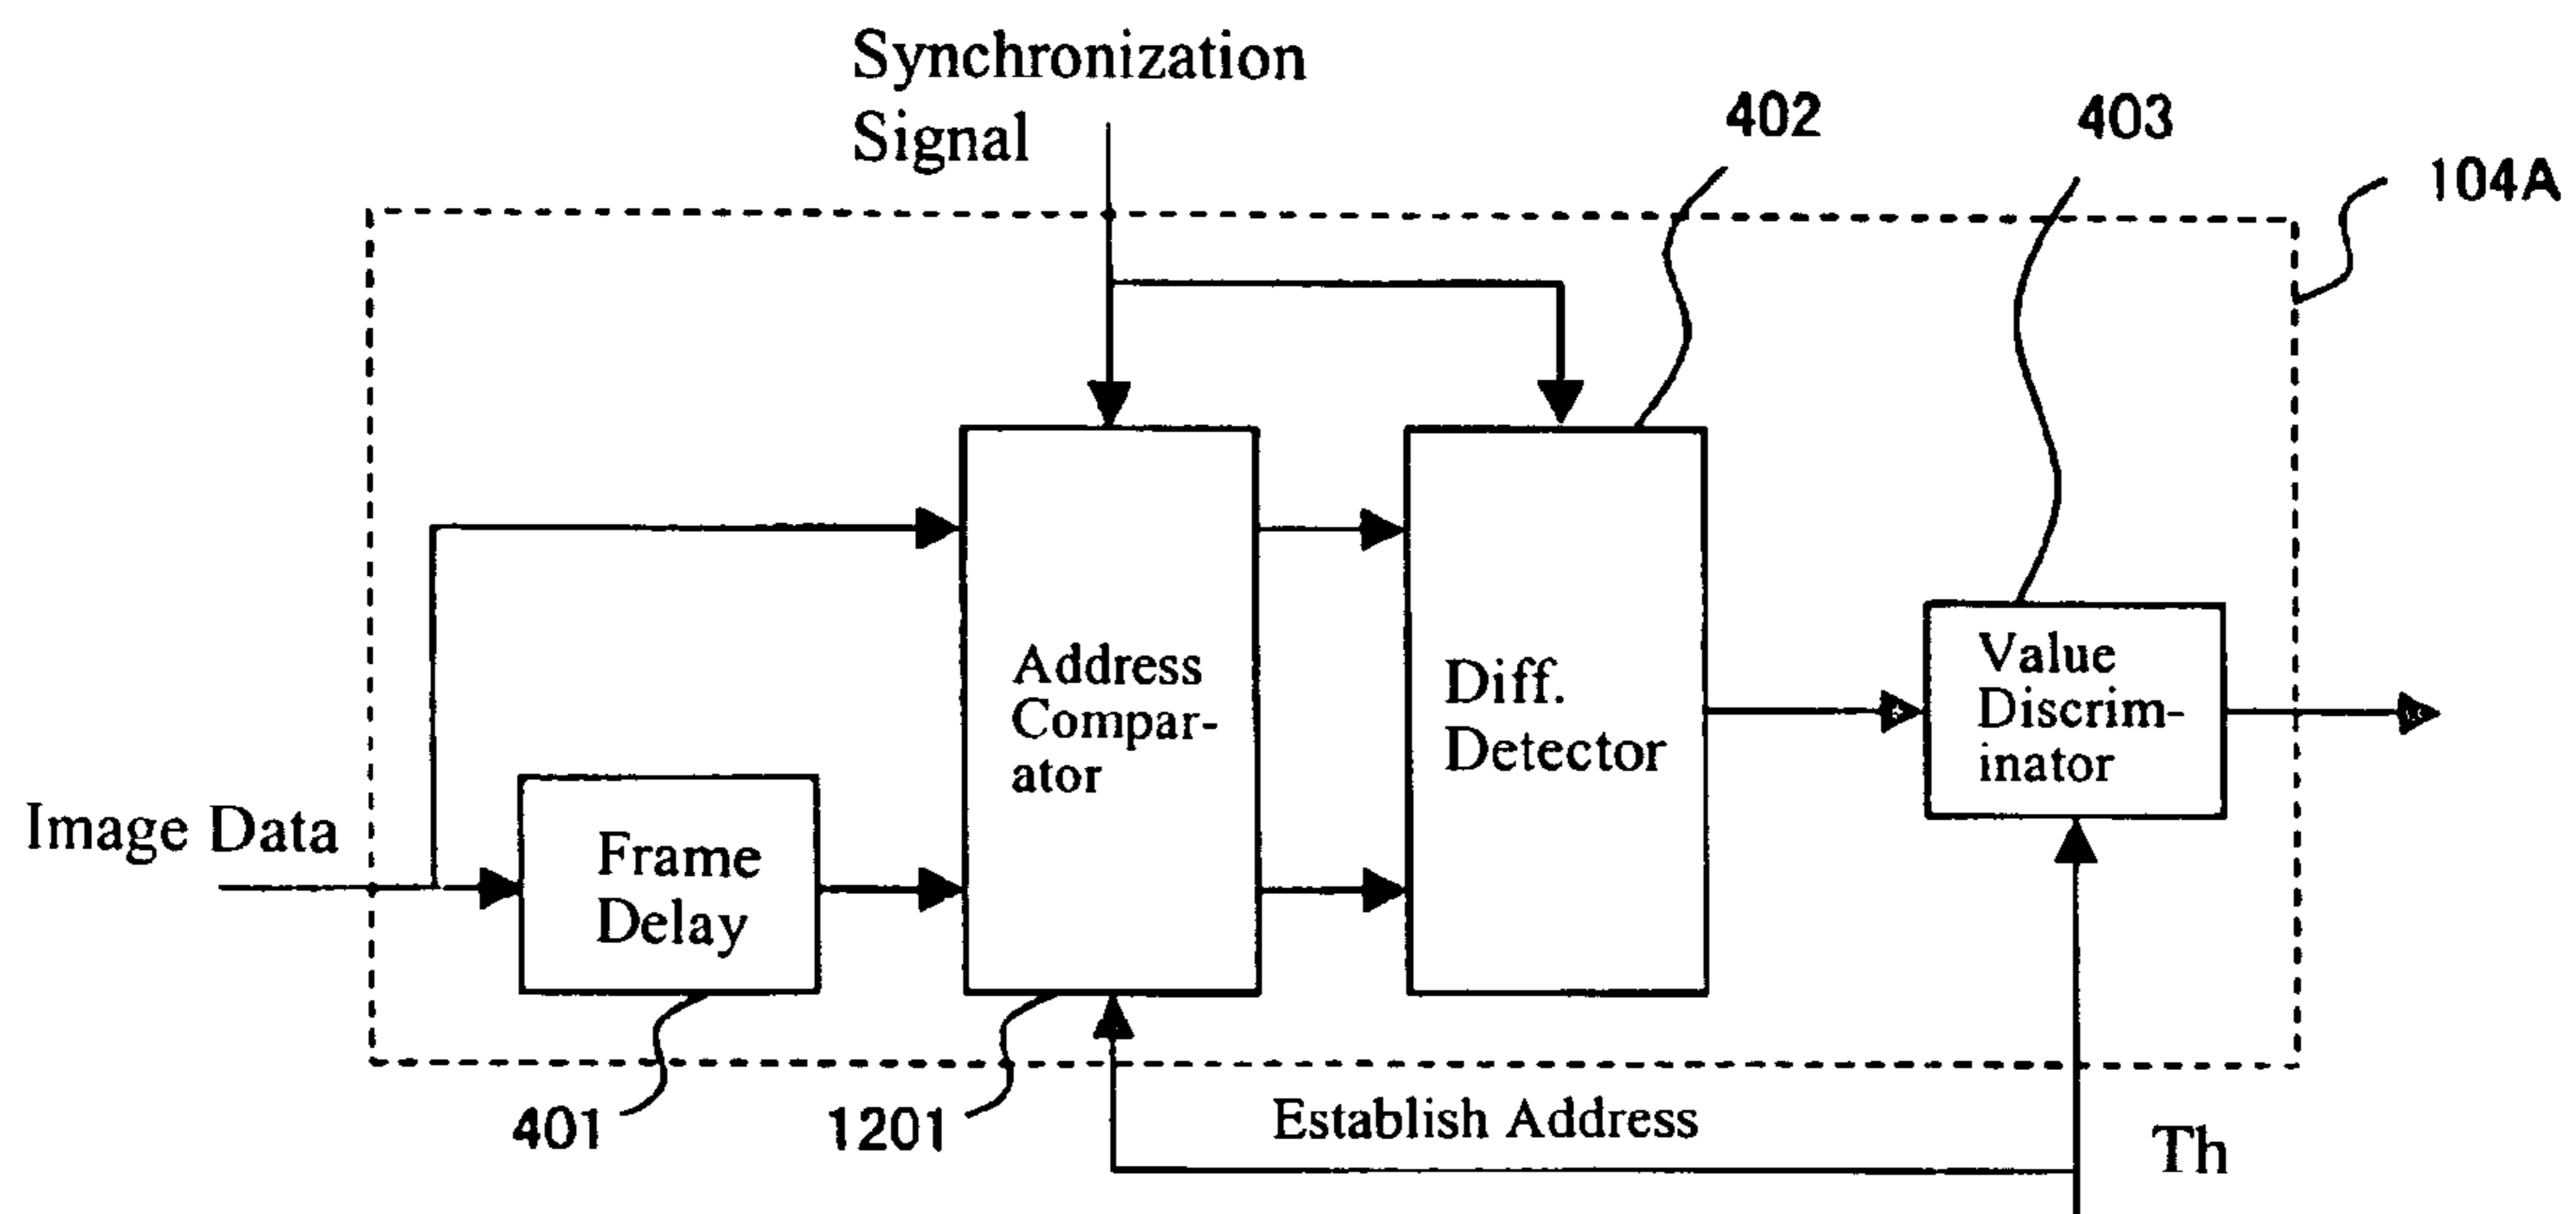 Synchronization
Signal
402
403
104A
Address
Compar-
ator
Diff.
Detector
Value
Discrim-
inator
Image Data
Frame
Delay
401
1201
Establish Address
Th